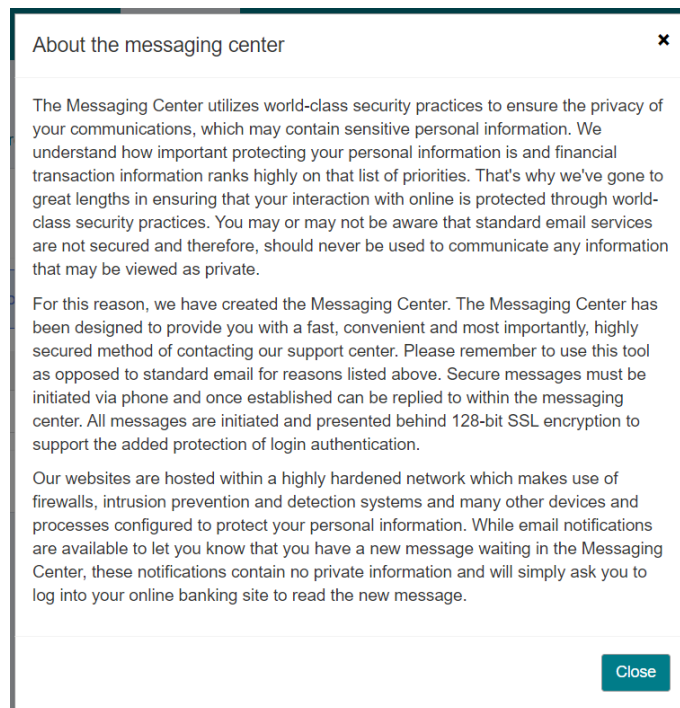 About the messaging center
×
The Messaging Center utilizes world-class security practices to ensure the privacy of
your communications, which may contain sensitive personal information. We
understand how important protecting your personal information is and financial
transaction information ranks highly on that list of priorities. That's why we've gone to
great lengths in ensuring that your interaction with online is protected through world-
class security practices. You may or may not be aware that standard email services
are not secured and therefore, should never be used to communicate any information
that may be viewed as private.
For this reason, we have created the Messaging Center. The Messaging Center has
been designed to provide you with a fast, convenient and most importantly, highly
secured method of contacting our support center. Please remember to use this tool
as opposed to standard email for reasons listed above. Secure messages must be
initiated via phone and once established can be replied to within the messaging
center. All messages are initiated and presented behind 128-bit SSL encryption to
support the added protection of login authentication.
Our websites are hosted within a highly hardened network which makes use of
firewalls, intrusion prevention and detection systems and many other devices and
processes configured to protect your personal information. While email notifications
are available to let you know that you have a new message waiting in the Messaging
Center, these notifications contain no private information and will simply ask you to
log into your online banking site to read the new message.
Close